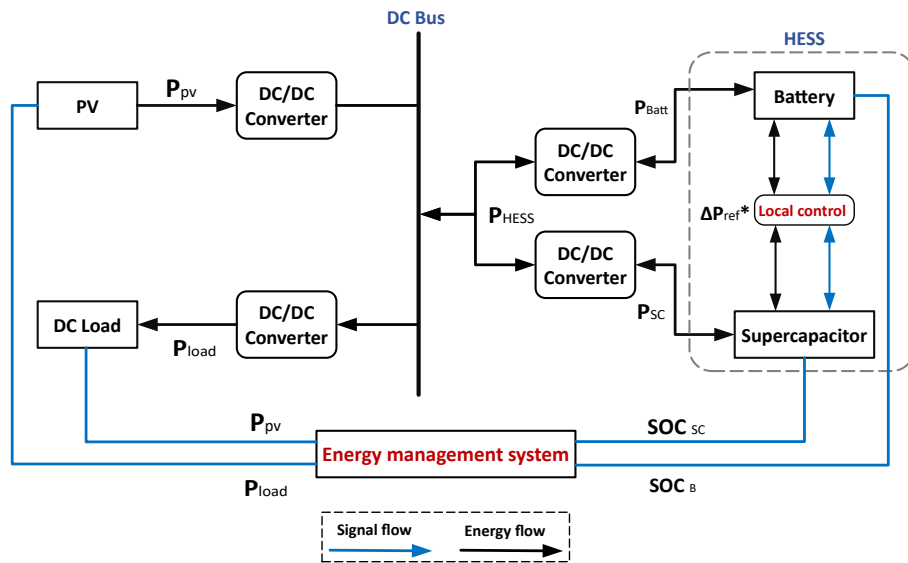 DC Bus
HESS
PV
Ppv
DC/DC
Converter
PBatt
Battery
DC/DC
Converter
PHESS
ΔPref*
Local control
DC/DC
Converter
PSC
DC Load
Pload
DC/DC
Converter
Supercapacitor
Ppv
SOC SC
Energy management system
Pload
SOC B
Signal flow
Energy flow